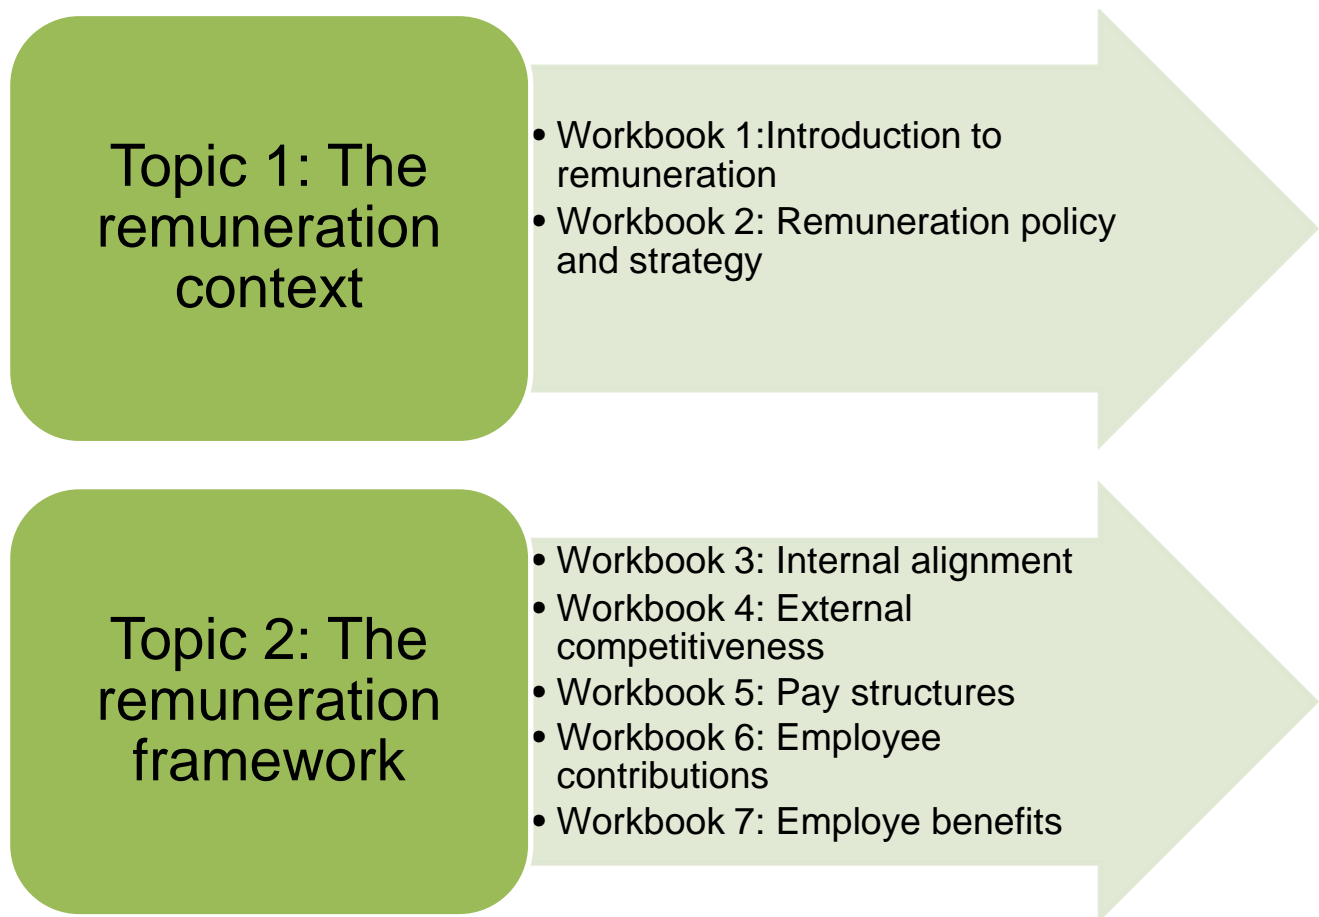 Topic 1: The
remuneration
context
• Workbook 1:Introduction to
remuneration
• Workbook 2: Remuneration policy
and strategy
Topic 2: The
remuneration
framework
• Workbook 3: Internal alignment
• Workbook 4: External
competitiveness
• Workbook 5: Pay structures
• Workbook 6: Employee
contributions
• Workbook 7: Employe benefits